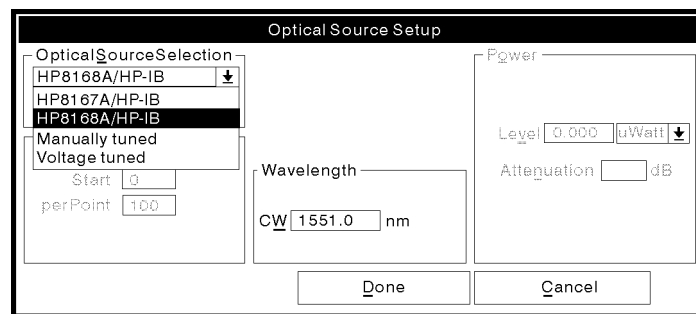 Optical Source Setup
OpticalSourceSelection
HP8168A/HP-IB
HP8167A/HP-IB
HP8168A/HP-IB
Manually tuned
Voltage tuned
Start 0
perPoint 100
Wavelength
CW 1551.0 nm
Power
Level 0.000 uWatt
Attenuation dB
Done
Cancel